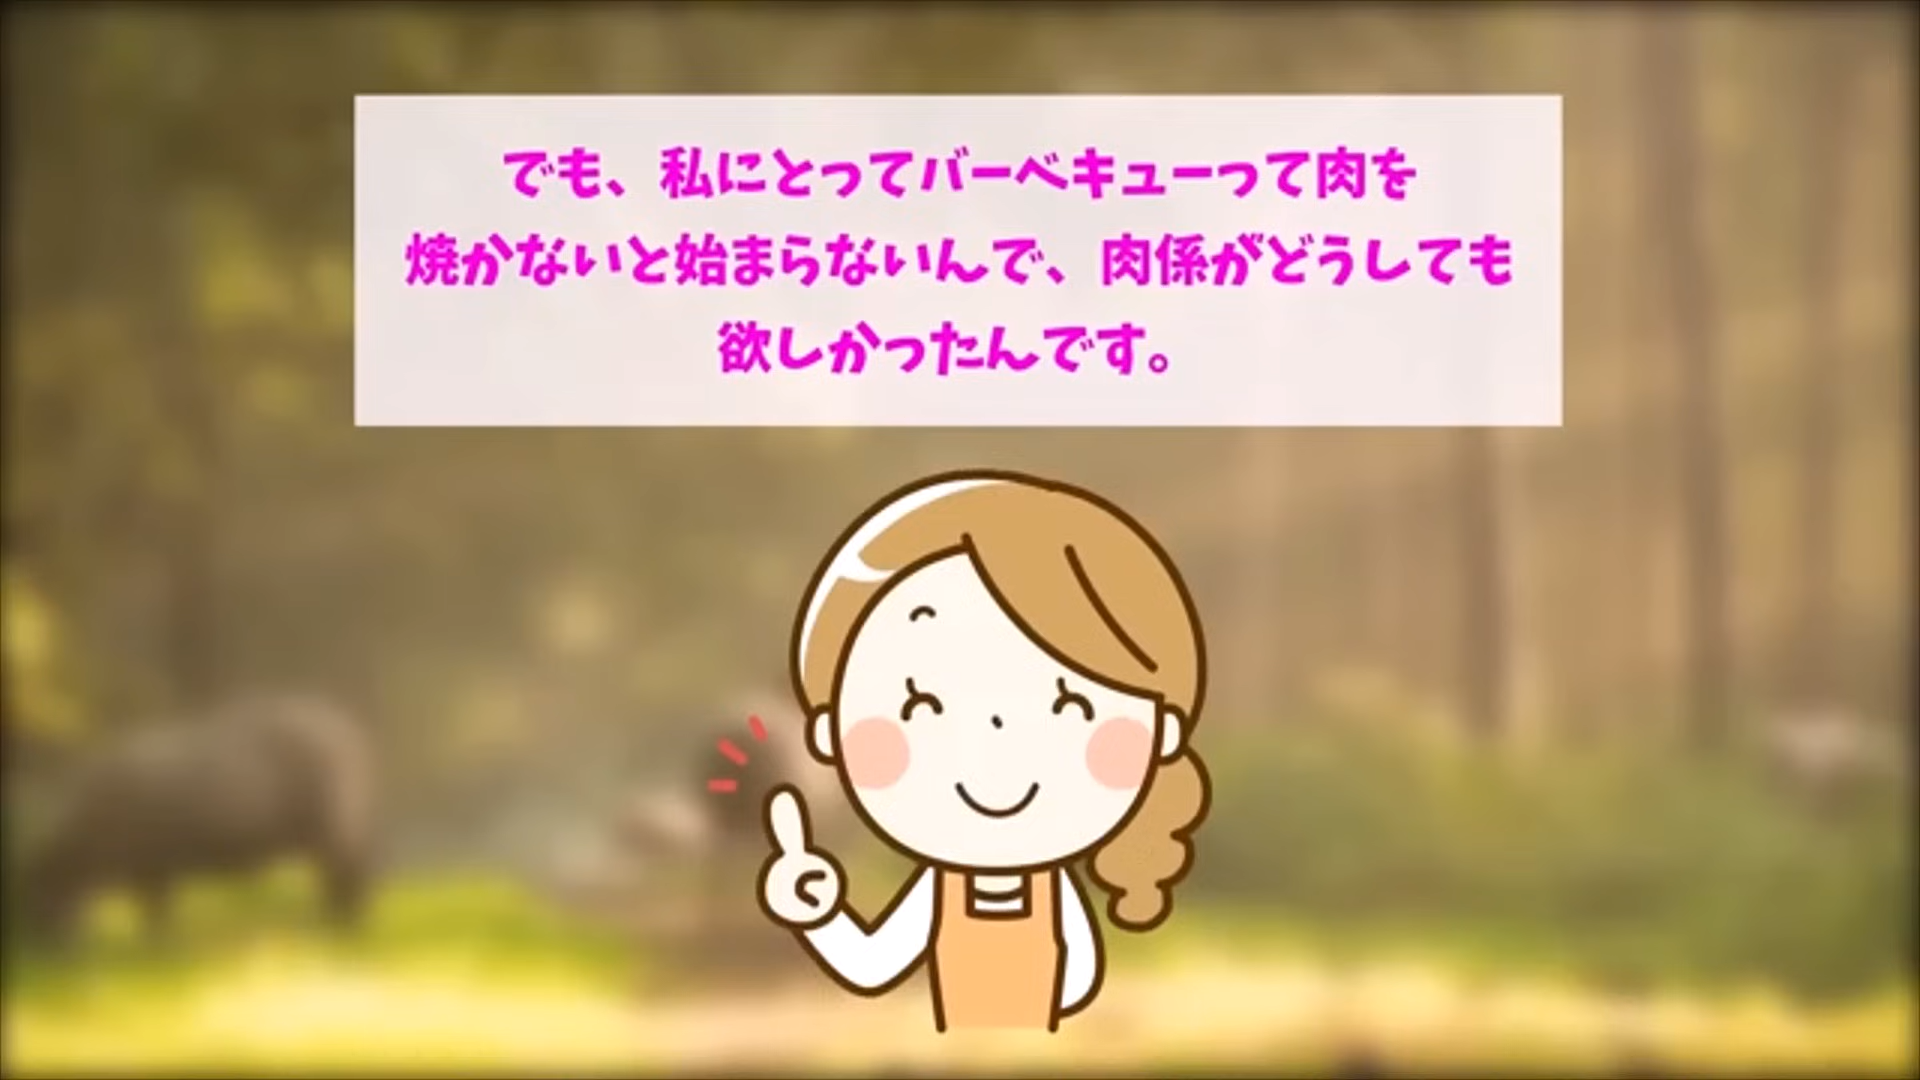 でも、私にとってバーベキューって肉を
焼かないと始まらないんで、肉係がどうしても
欲しかったんです。